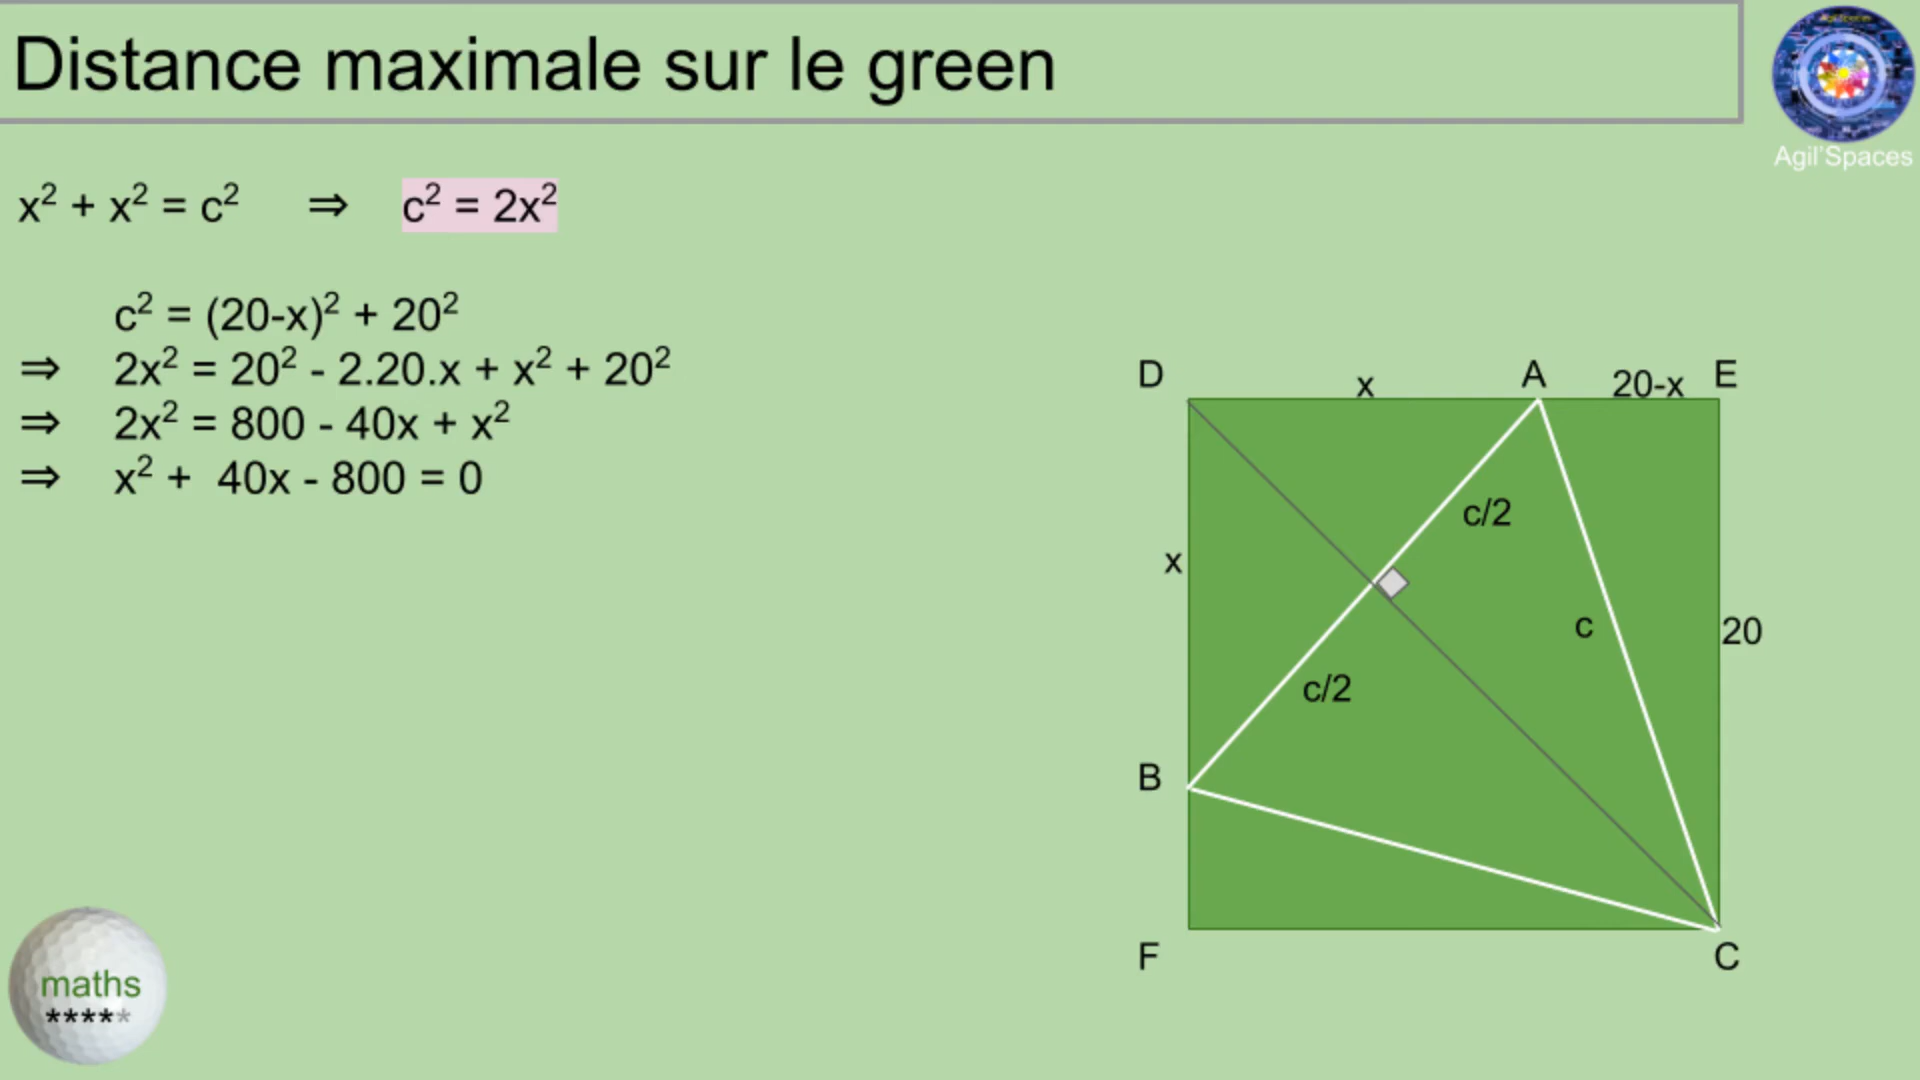 Distance maximale sur le green
Agil'Spaces
x² + x² = c² ⇒ c² = 2x²
c² = (20-x)² + 20²
⇒ 2x² = 20² - 2.20.x + x² + 20²
⇒ 2x² = 800 - 40x + x²
⇒ x² + 40x - 800 = 0
D x A 20-x E
c/2
x
c 20
c/2
B
F C
maths
*****